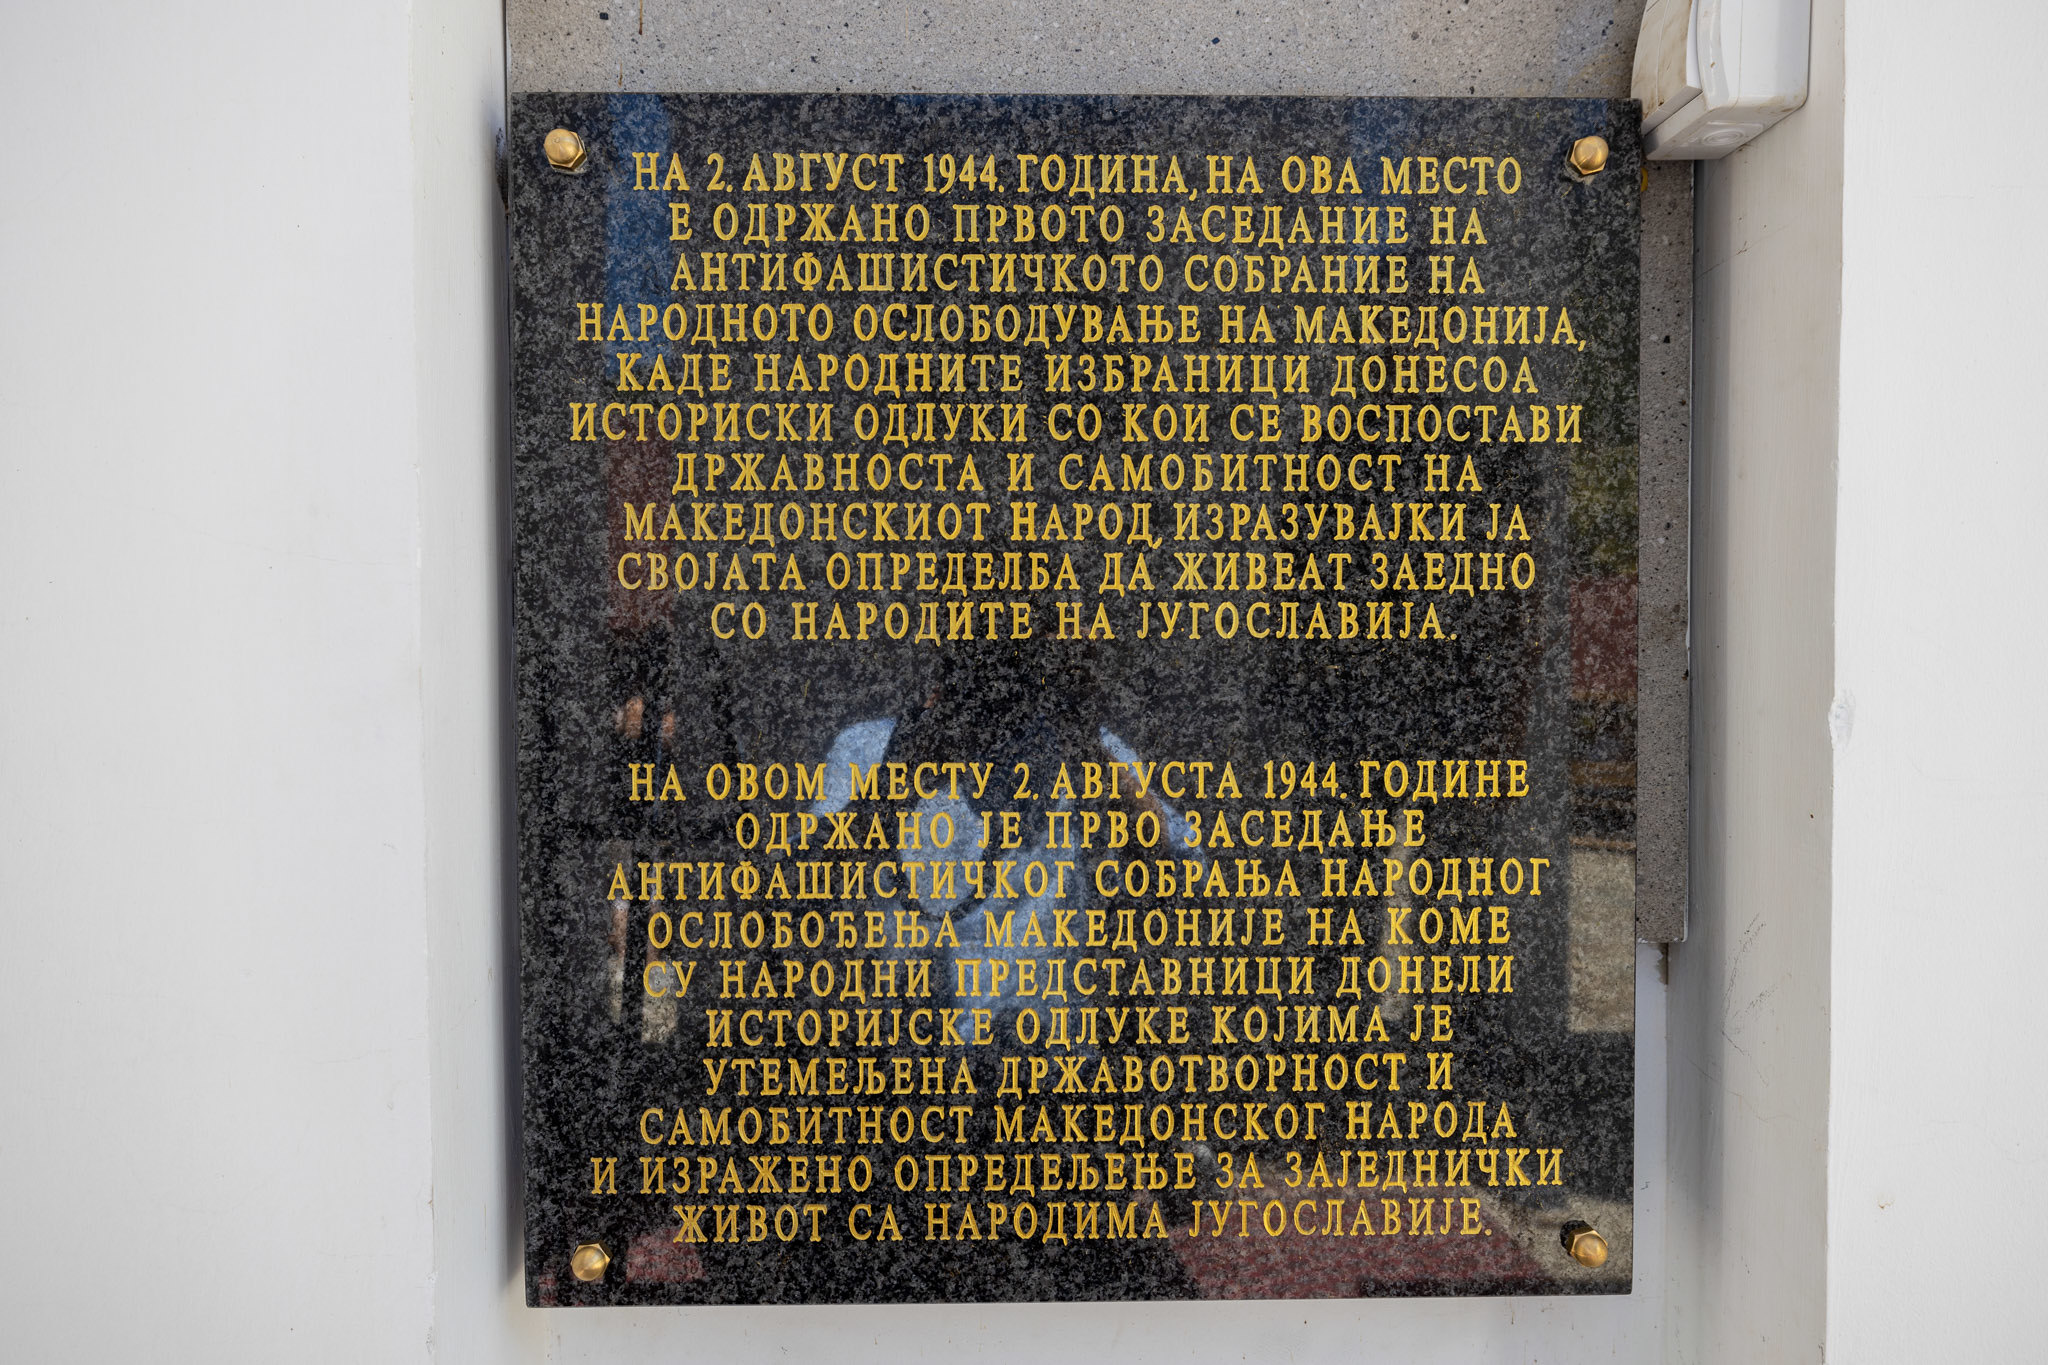 НА 2. АВГУСТ 1944. ГОДИНА, НА ОВА МЕСТО
Е ОДРЖАНО ПРВОТО ЗАСЕДАНИЕ НА
АНТИФАШИСТИЧКОТО СОБРАНИЕ НА
НАРОДНОТО ОСЛОБОДУВАЊЕ НА МАКЕДОНИЈА,
КАДЕ НАРОДНИТЕ ИЗБРАНИЦИ ДОНЕСОА
ИСТОРИСКИ ОДЛУКИ СО КОИ СЕ ВОСПОСТАВИ
ДРЖАВНОСТА И САМОБИТНОСТ НА
МАКЕДОНСКИОТ НАРОД, ИЗРАЗУВАЈКИ ЈА
СВОЈАТА ОПРЕДЕЛБА ДА ЖИВЕАТ ЗАЕДНО
СО НАРОДИТЕ НА ЈУГОСЛАВИЈА.
НА ОВОМ МЕСТУ 2. АВГУСТА 1944. ГОДИНЕ
ОДРЖАНО ЈЕ ПРВО ЗАСЕДАЊЕ
АНТИФАШИСТИЧКОГ СОБРАЊА НАРОДНОГ
ОСЛОБОЂЕЊА МАКЕДОНИЈЕ НА КОМЕ
СУ НАРОДНИ ПРЕДСТАВНИЦИ ДОНЕЛИ
ИСТОРИЈСКЕ ОДЛУКЕ КОЈИМА ЈЕ
УТЕМЕЉЕНА ДРЖАВОТВОРНОСТ И
САМОБИТНОСТ МАКЕДОНСКОГ НАРОДА
И ИЗРАЖЕНО ОПРЕДЕЉЕЊЕ ЗА ЗАЈЕДНИЧКИ
ЖИВОТ СА НАРОДИМА ЈУГОСЛАВИЈЕ.